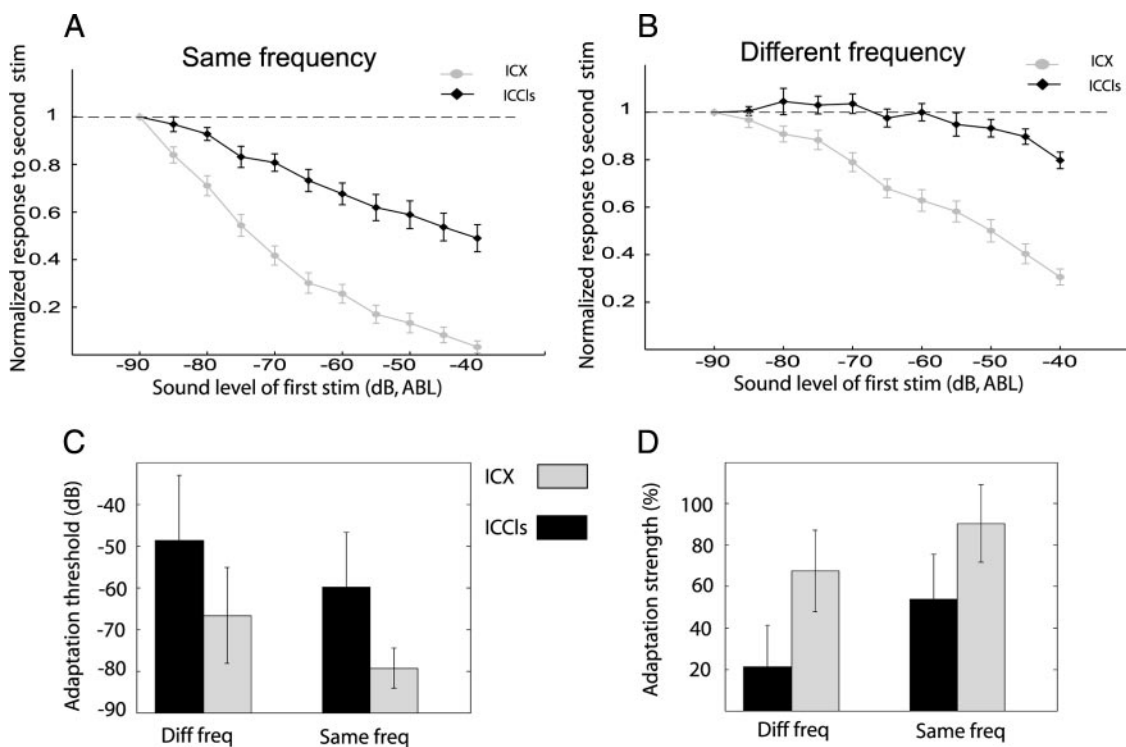 A
Same frequency
ICX
ICCls
Normalized response to second stim
1
0.8
0.6
0.4
0.2
-90 -80 -70 -60 -50 -40
Sound level of first stim (dB, ABL)
B
Different frequency
ICX
ICCls
Normalized response to second stim
1
0.8
0.6
0.4
0.2
-90 -80 -70 -60 -50 -40
Sound level of first stim (dB, ABL)
C
Adaptation threshold (dB)
-40
-50
-60
-70
-80
-90
Diff freq Same freq
ICX
ICCls
D
Adaptation strength (%)
100
80
60
40
20
Diff freq Same freq